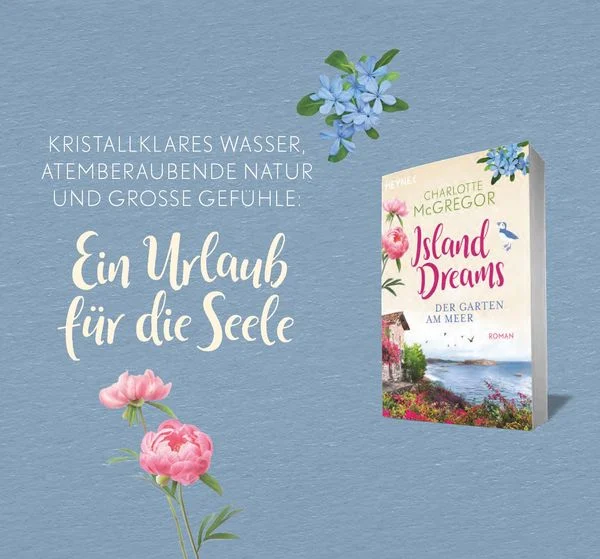 KRISTALLKLARES WASSER,
ATEMBERAUBENDE NATUR
UND GROSSE GEFÜHLE:
Ein Urlaub
für die Seele
HEYNE<
CHARLOTTE
McGREGOR
Island
Dreams
DER GARTEN
AM MEER
ROMAN